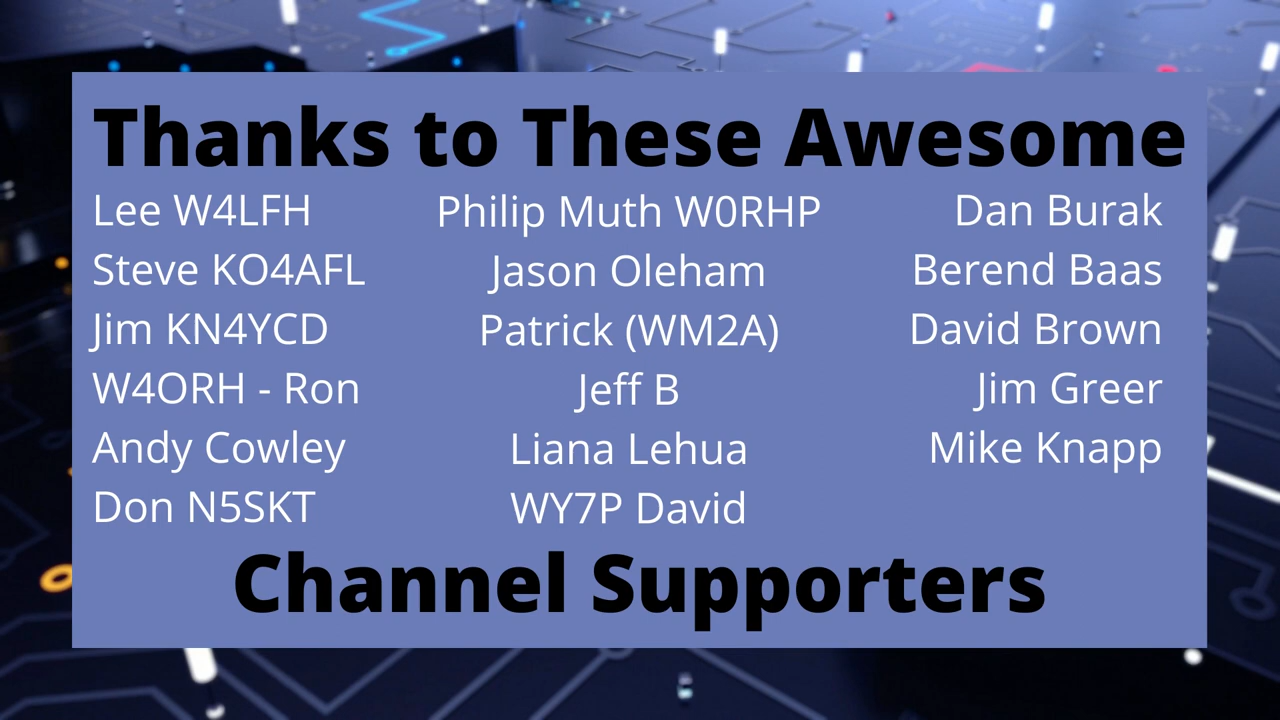 Thanks to These Awesome
Lee W4LFH
Steve KO4AFL
Jim KN4YCD
W4ORH - Ron
Andy Cowley
Don N5SKT
Philip Muth W0RHP
Jason Oleham
Patrick (WM2A)
Jeff B
Liana Lehua
WY7P David
Dan Burak
Berend Baas
David Brown
Jim Greer
Mike Knapp
Channel Supporters